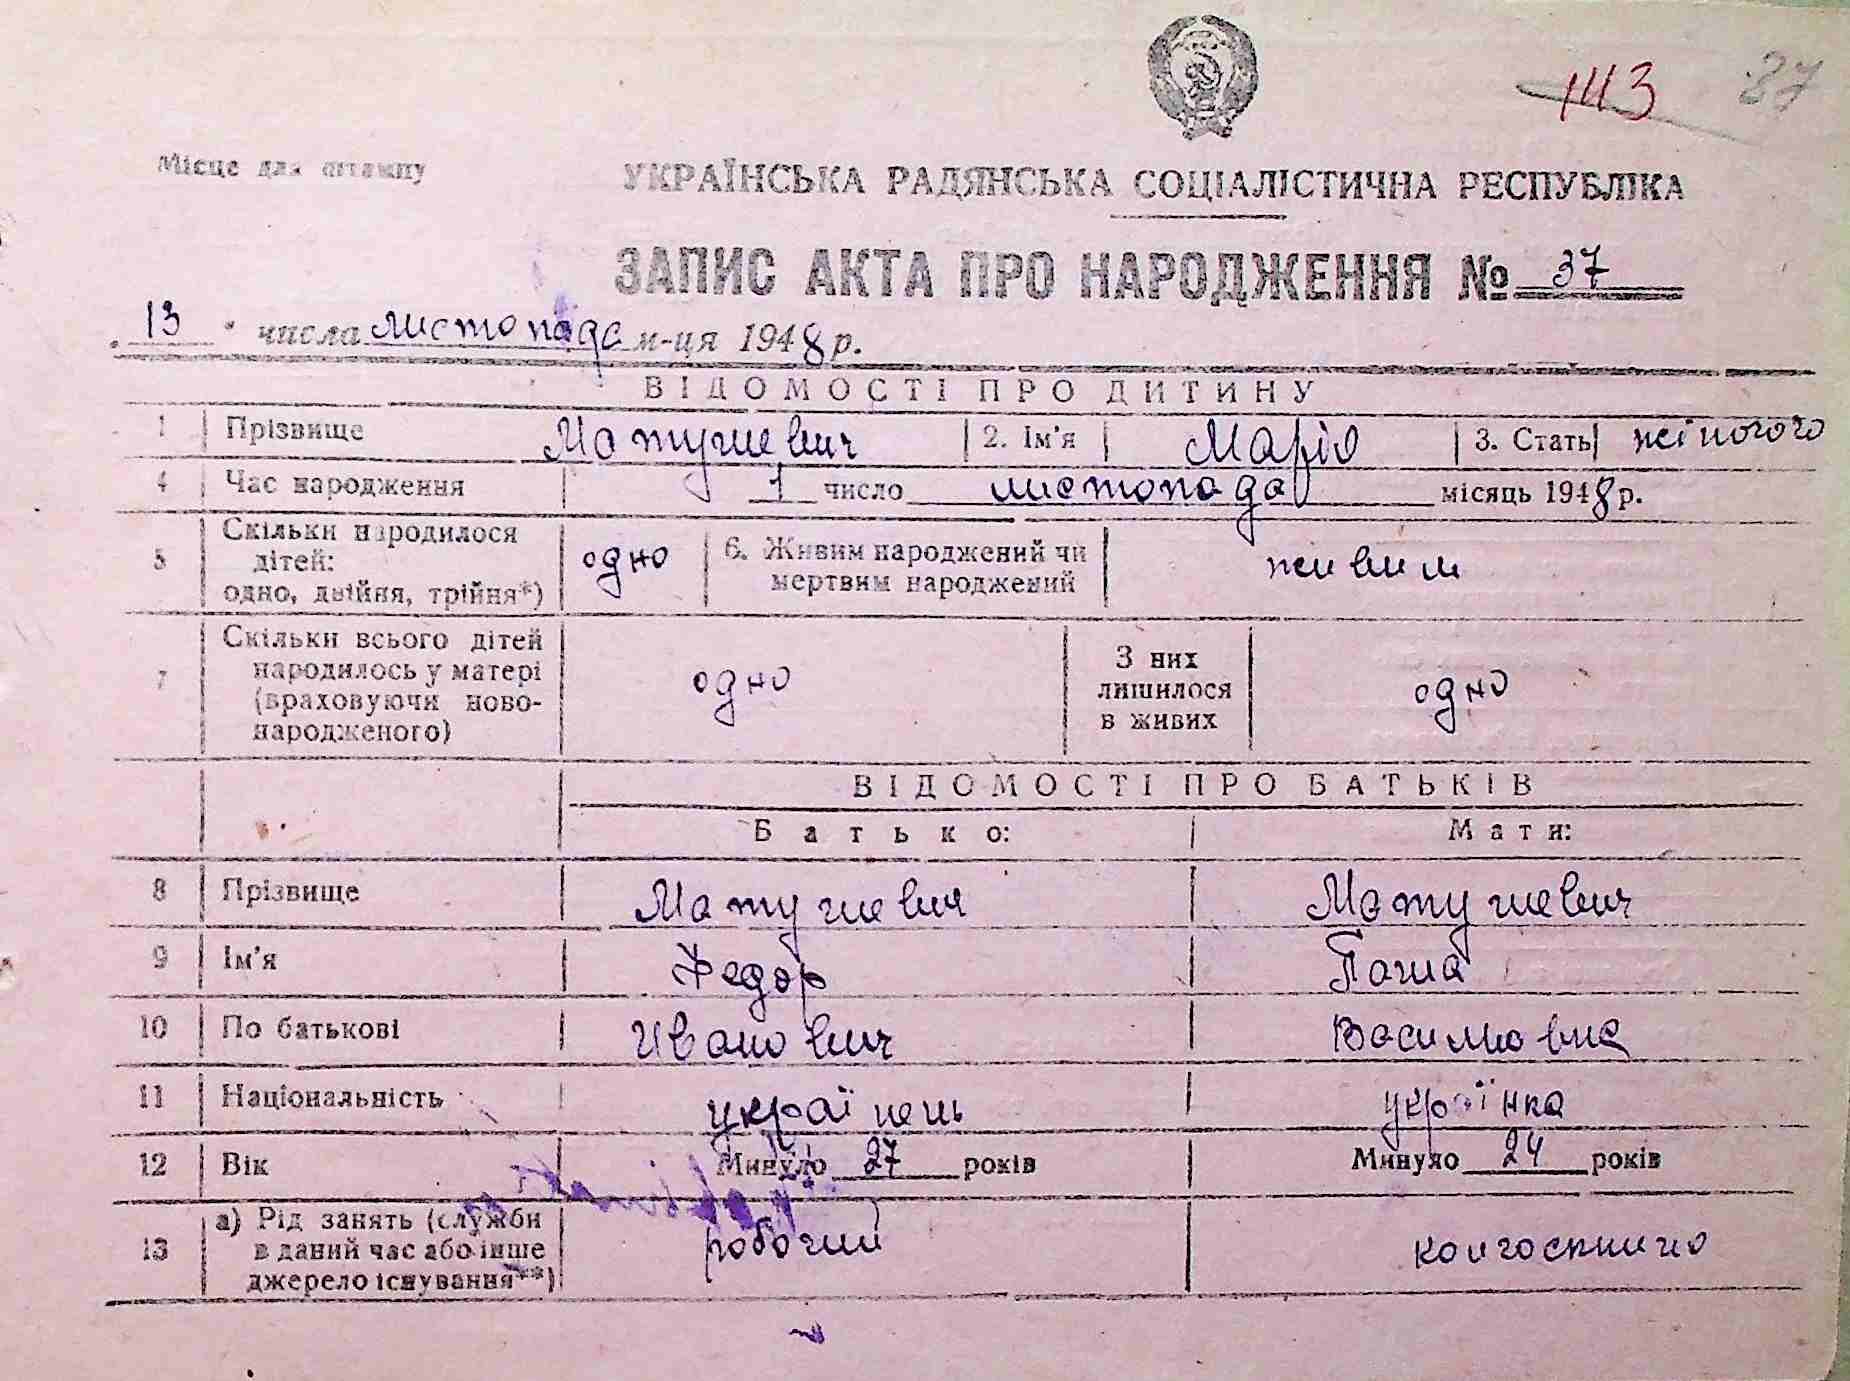 113 37
Місце для штампу
УКРАЇНСЬКА РАДЯНСЬКА СОЦІАЛІСТИЧНА РЕСПУБЛІКА
ЗАПИС АКТА ПРО НАРОДЖЕННЯ № 37
13 числа листопада м-ця 1948 р.
ВІДОМОСТІ ПРО ДИТИНУ
1 Прізвище Матушевич 2. Ім'я Марія 3. Стать жіночого
4 Час народження 1 число листопада місяць 1948 р.
5 Скільки народилося дітей: одно, двійня, трійня*) одно 6. Живим народжений чи мертвим народжений живим
7 Скільки всього дітей народилось у матері (враховуючи ново-народженого) одно З них лишилося в живих одно
ВІДОМОСТІ ПРО БАТЬКІВ
Батько: Мати:
8 Прізвище Матушевич Матушевич
9 Ім'я Федор
10 По батькові Иванович Василювна
11 Національність українець українка
12 Вік Минуло 27 років Минуло 24 років
13 а) Рід занять (служби в даний час або інше джерело існування**) робочий колгоспниця